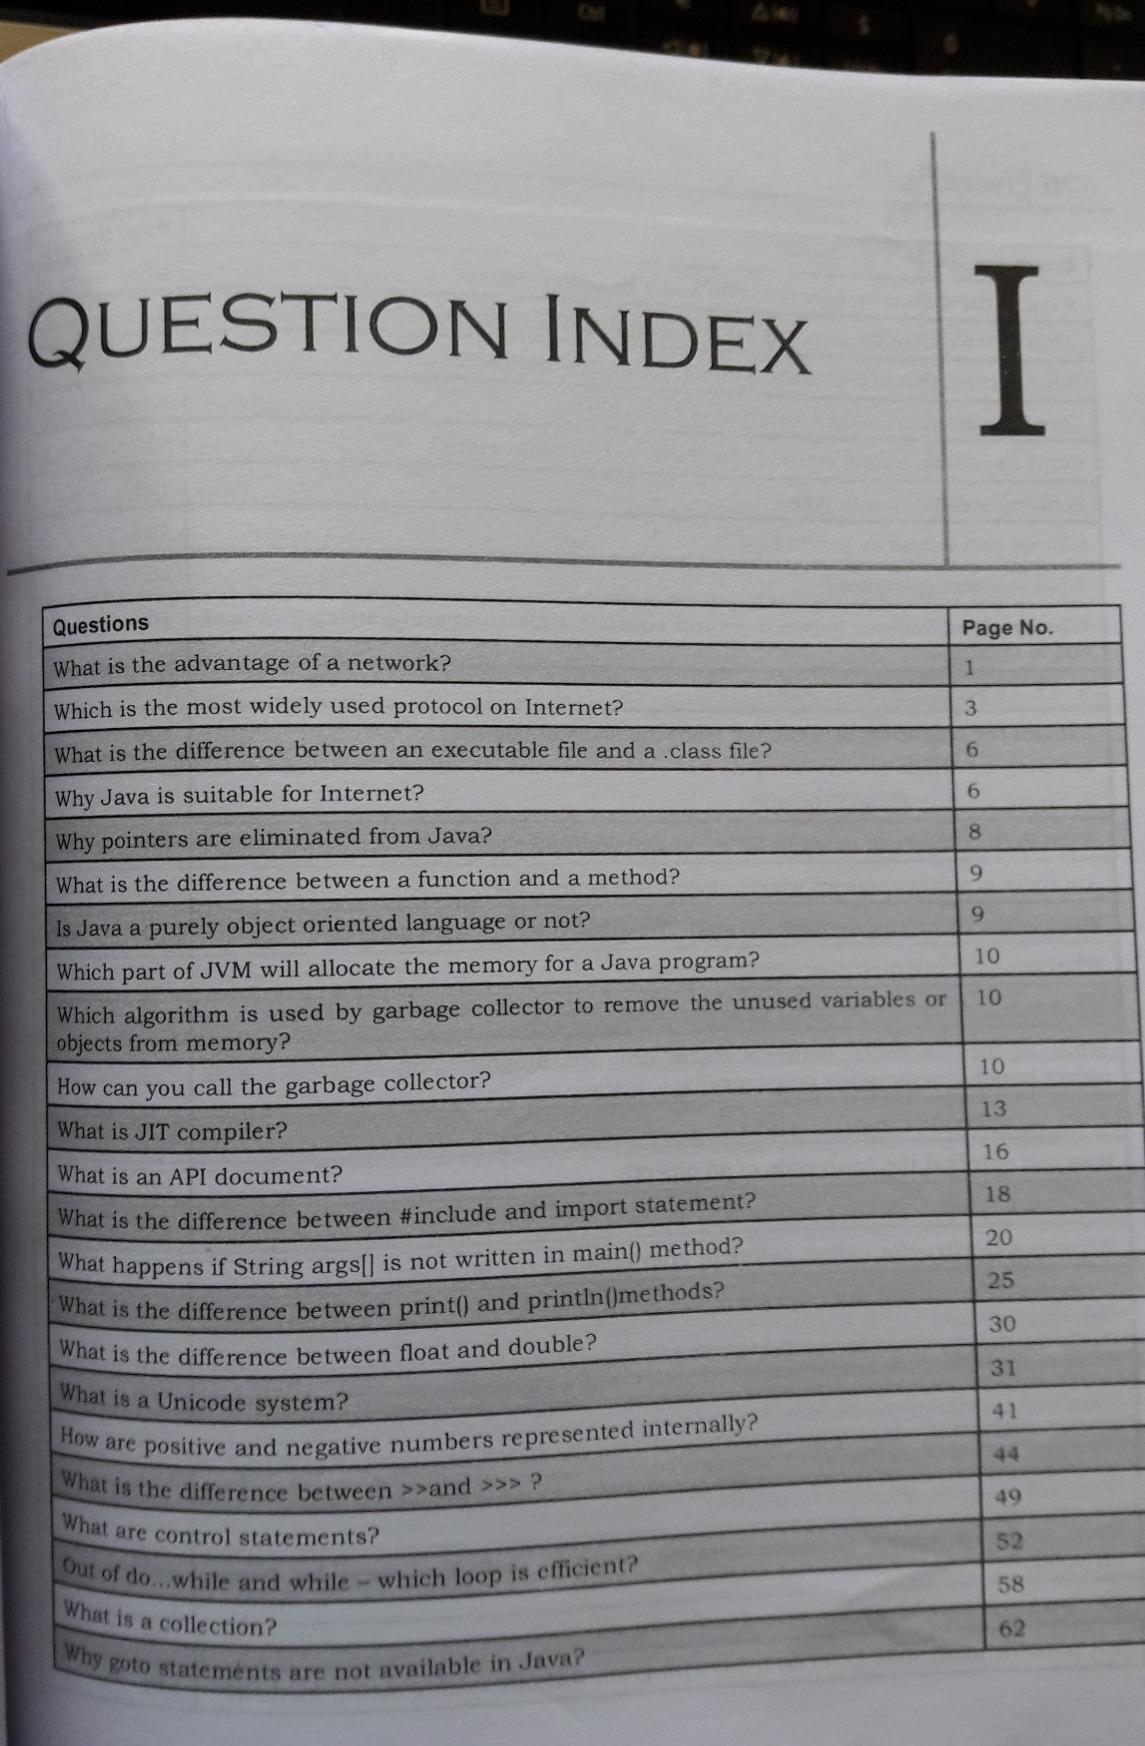 QUESTION INDEX
I
Questions Page No.
What is the advantage of a network? 1
Which is the most widely used protocol on Internet? 3
What is the difference between an executable file and a .class file? 6
Why Java is suitable for Internet? 6
Why pointers are eliminated from Java? 8
What is the difference between a function and a method? 9
Is Java a purely object oriented language or not? 9
Which part of JVM will allocate the memory for a Java program? 10
Which algorithm is used by garbage collector to remove the unused variables or 10
objects from memory?
How can you call the garbage collector? 10
What is JIT compiler? 13
What is an API document? 16
What is the difference between #include and import statement? 18
What happens if String args[] is not written in main() method? 20
What is the difference between print() and println()methods? 25
What is the difference between float and double? 30
What is a Unicode system? 31
How are positive and negative numbers represented internally? 41
What is the difference between >>and >>> ? 44
What are control statements? 49
Out of do...while and while – which loop is efficient? 52
What is a collection? 58
Why goto statements are not available in Java? 62